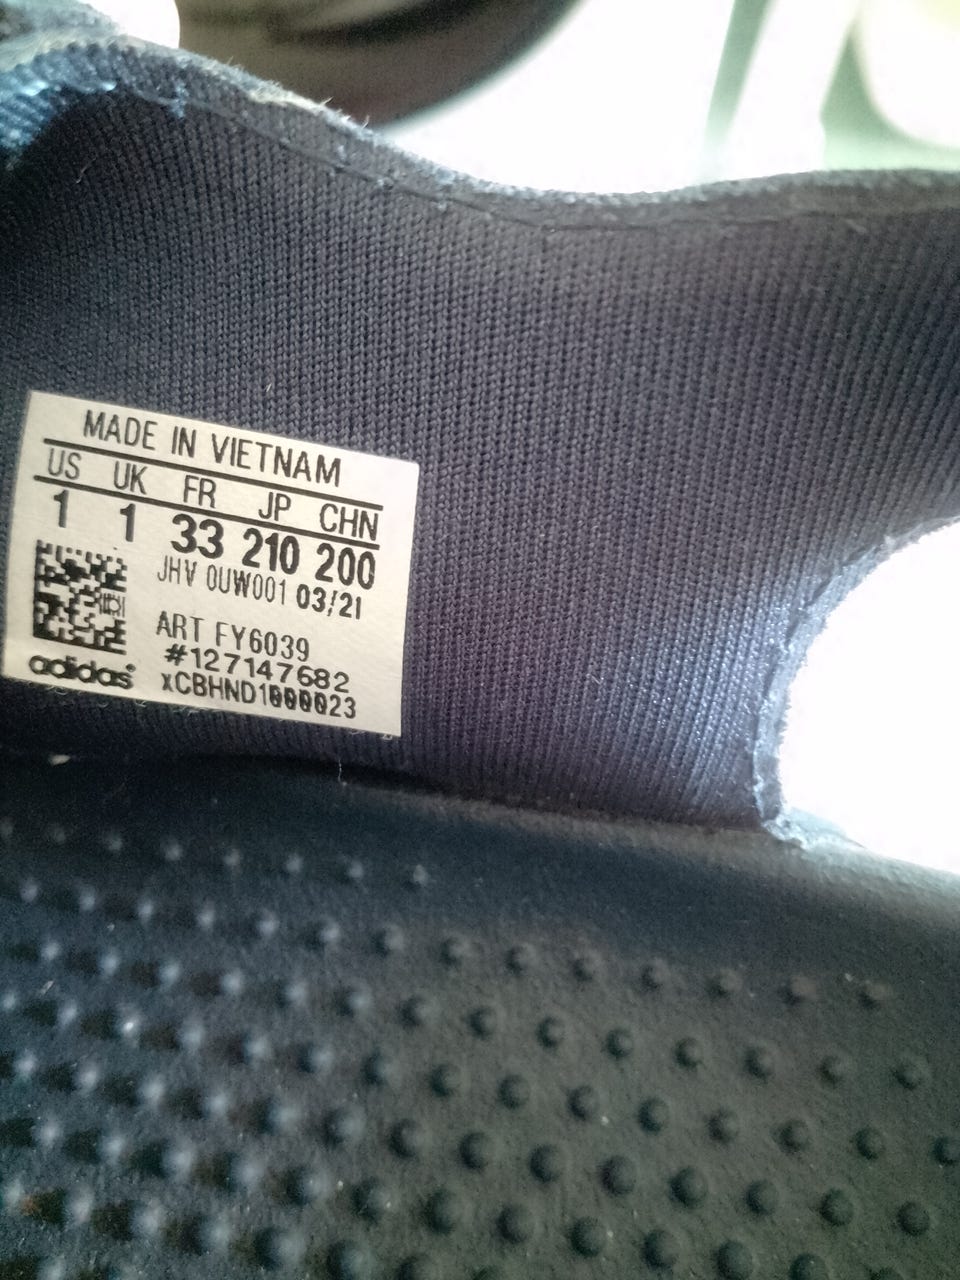 MADE IN VIETNAM
US UK FR JP CHN
1 1 33 210 200
JHV 0UW001 03/21
ART FY6039
#127147682
adidas xCBHND1000023